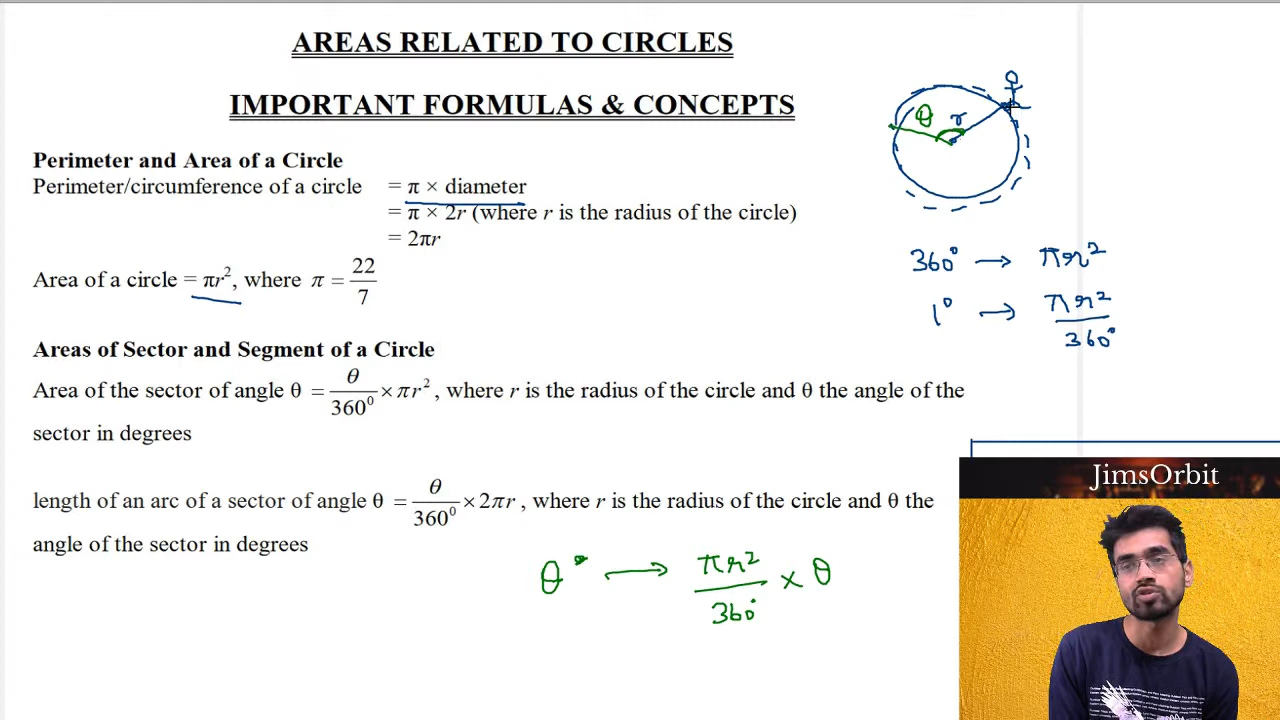 AREAS RELATED TO CIRCLES
IMPORTANT FORMULAS & CONCEPTS
Perimeter and Area of a Circle
Perimeter/circumference of a circle = π × diameter
= π × 2r (where r is the radius of the circle)
= 2πr
Area of a circle = πr², where π = 22/7
Areas of Sector and Segment of a Circle
Area of the sector of angle θ = θ/360⁰ × πr², where r is the radius of the circle and θ the angle of the
sector in degrees
length of an arc of a sector of angle θ = θ/360⁰ × 2πr, where r is the radius of the circle and θ the
angle of the sector in degrees
θ° → πr²/360° × θ
θ r
360° → πr²
1° → πr²/360°
JimsOrbit